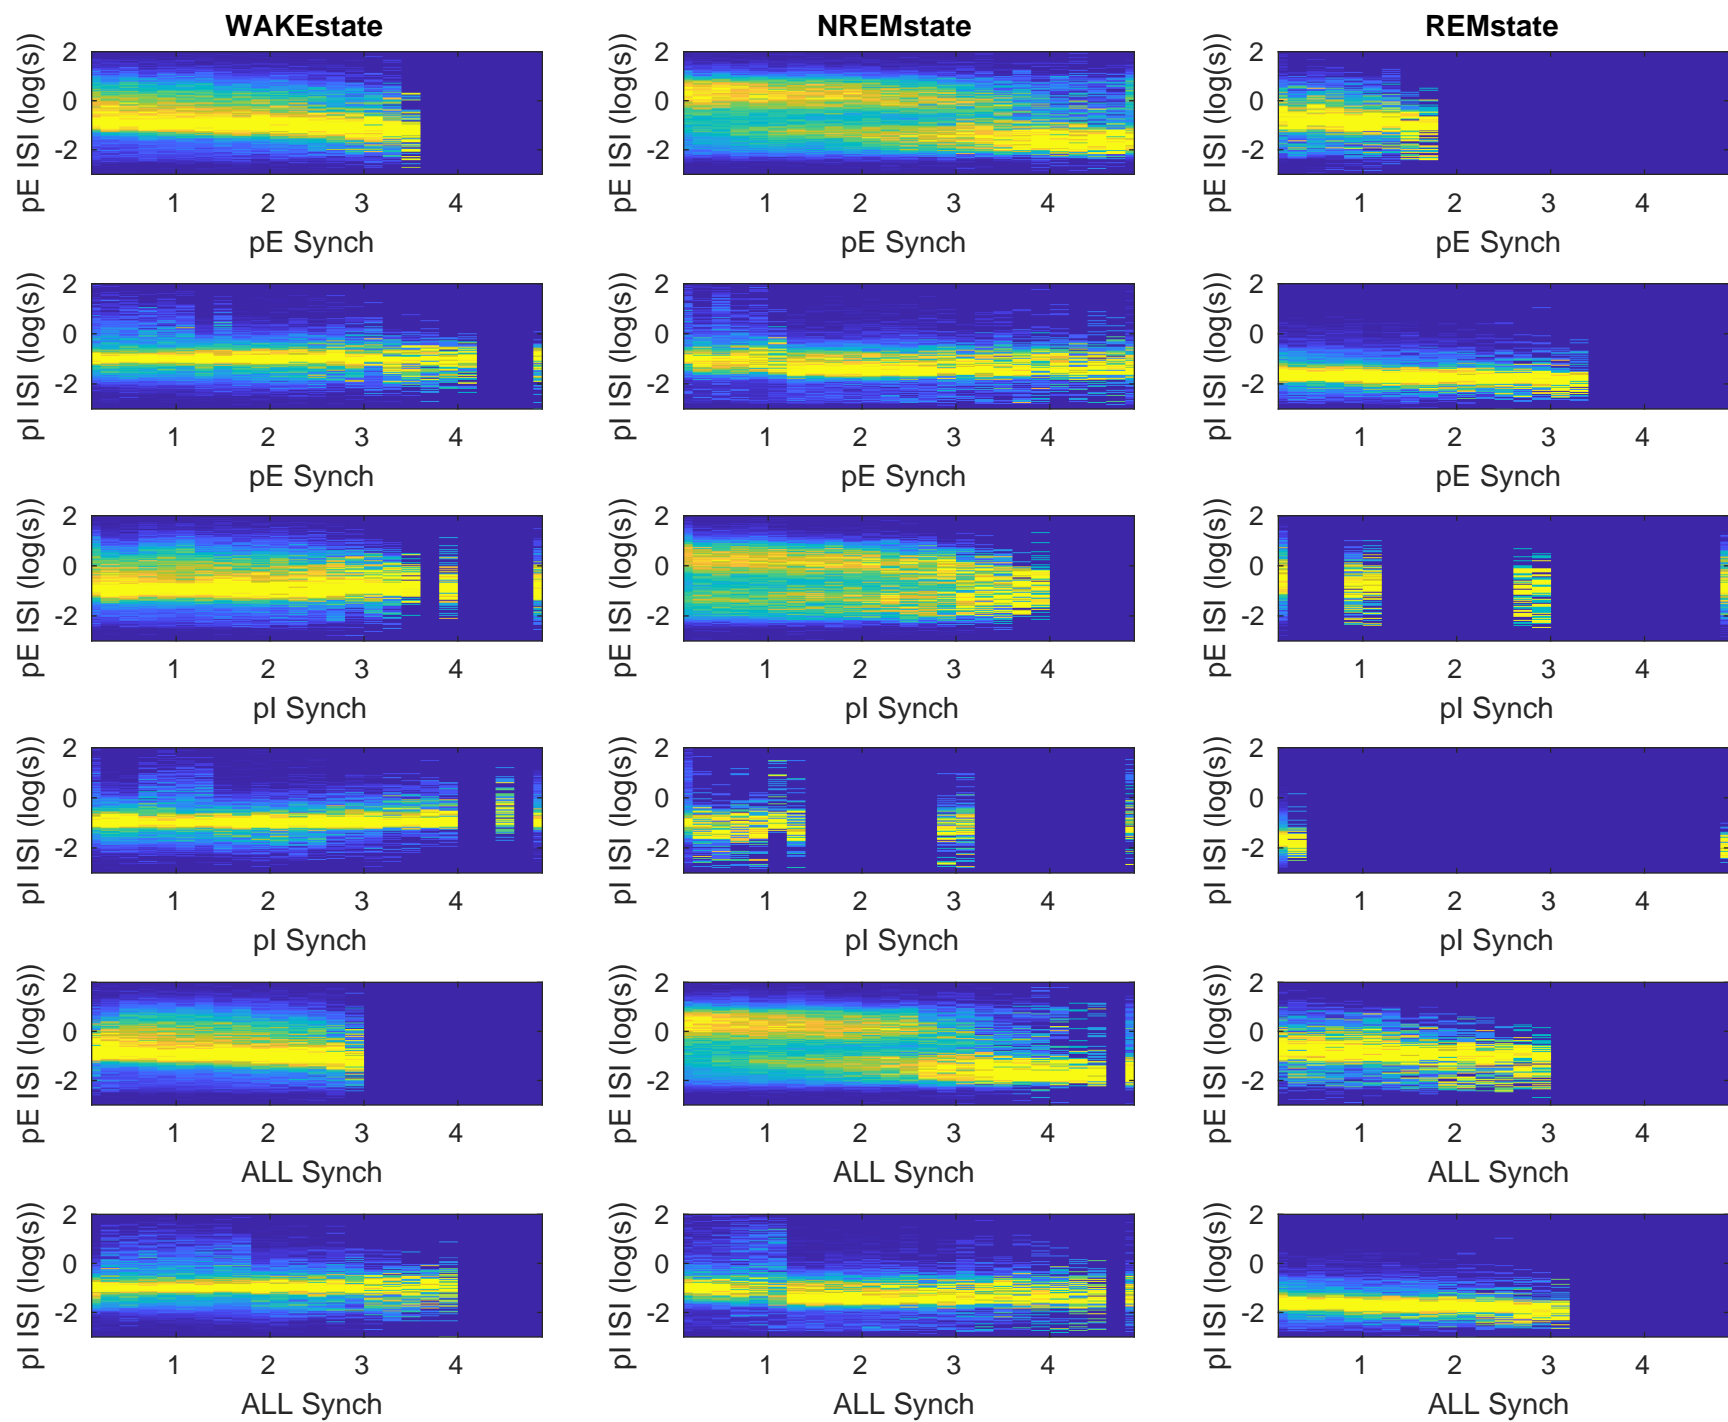 WAKEstate NREMstate REMstate
pE ISI (log(s)) 2 0 -2 pE ISI (log(s)) 2 0 -2 pE ISI (log(s)) 2 0 -2
1 2 3 4 1 2 3 4 1 2 3 4
pE Synch pE Synch pE Synch
pI ISI (log(s)) 2 0 -2 pI ISI (log(s)) 2 0 -2 pI ISI (log(s)) 2 0 -2
1 2 3 4 1 2 3 4 1 2 3 4
pE Synch pE Synch pE Synch
pE ISI (log(s)) 2 0 -2 pE ISI (log(s)) 2 0 -2 pE ISI (log(s)) 2 0 -2
1 2 3 4 1 2 3 4 1 2 3 4
pI Synch pI Synch pI Synch
pI ISI (log(s)) 2 0 -2 pI ISI (log(s)) 2 0 -2 pI ISI (log(s)) 2 0 -2
1 2 3 4 1 2 3 4 1 2 3 4
pI Synch pI Synch pI Synch
pE ISI (log(s)) 2 0 -2 pE ISI (log(s)) 2 0 -2 pE ISI (log(s)) 2 0 -2
1 2 3 4 1 2 3 4 1 2 3 4
ALL Synch ALL Synch ALL Synch
pI ISI (log(s)) 2 0 -2 pI ISI (log(s)) 2 0 -2 pI ISI (log(s)) 2 0 -2
1 2 3 4 1 2 3 4 1 2 3 4
ALL Synch ALL Synch ALL Synch